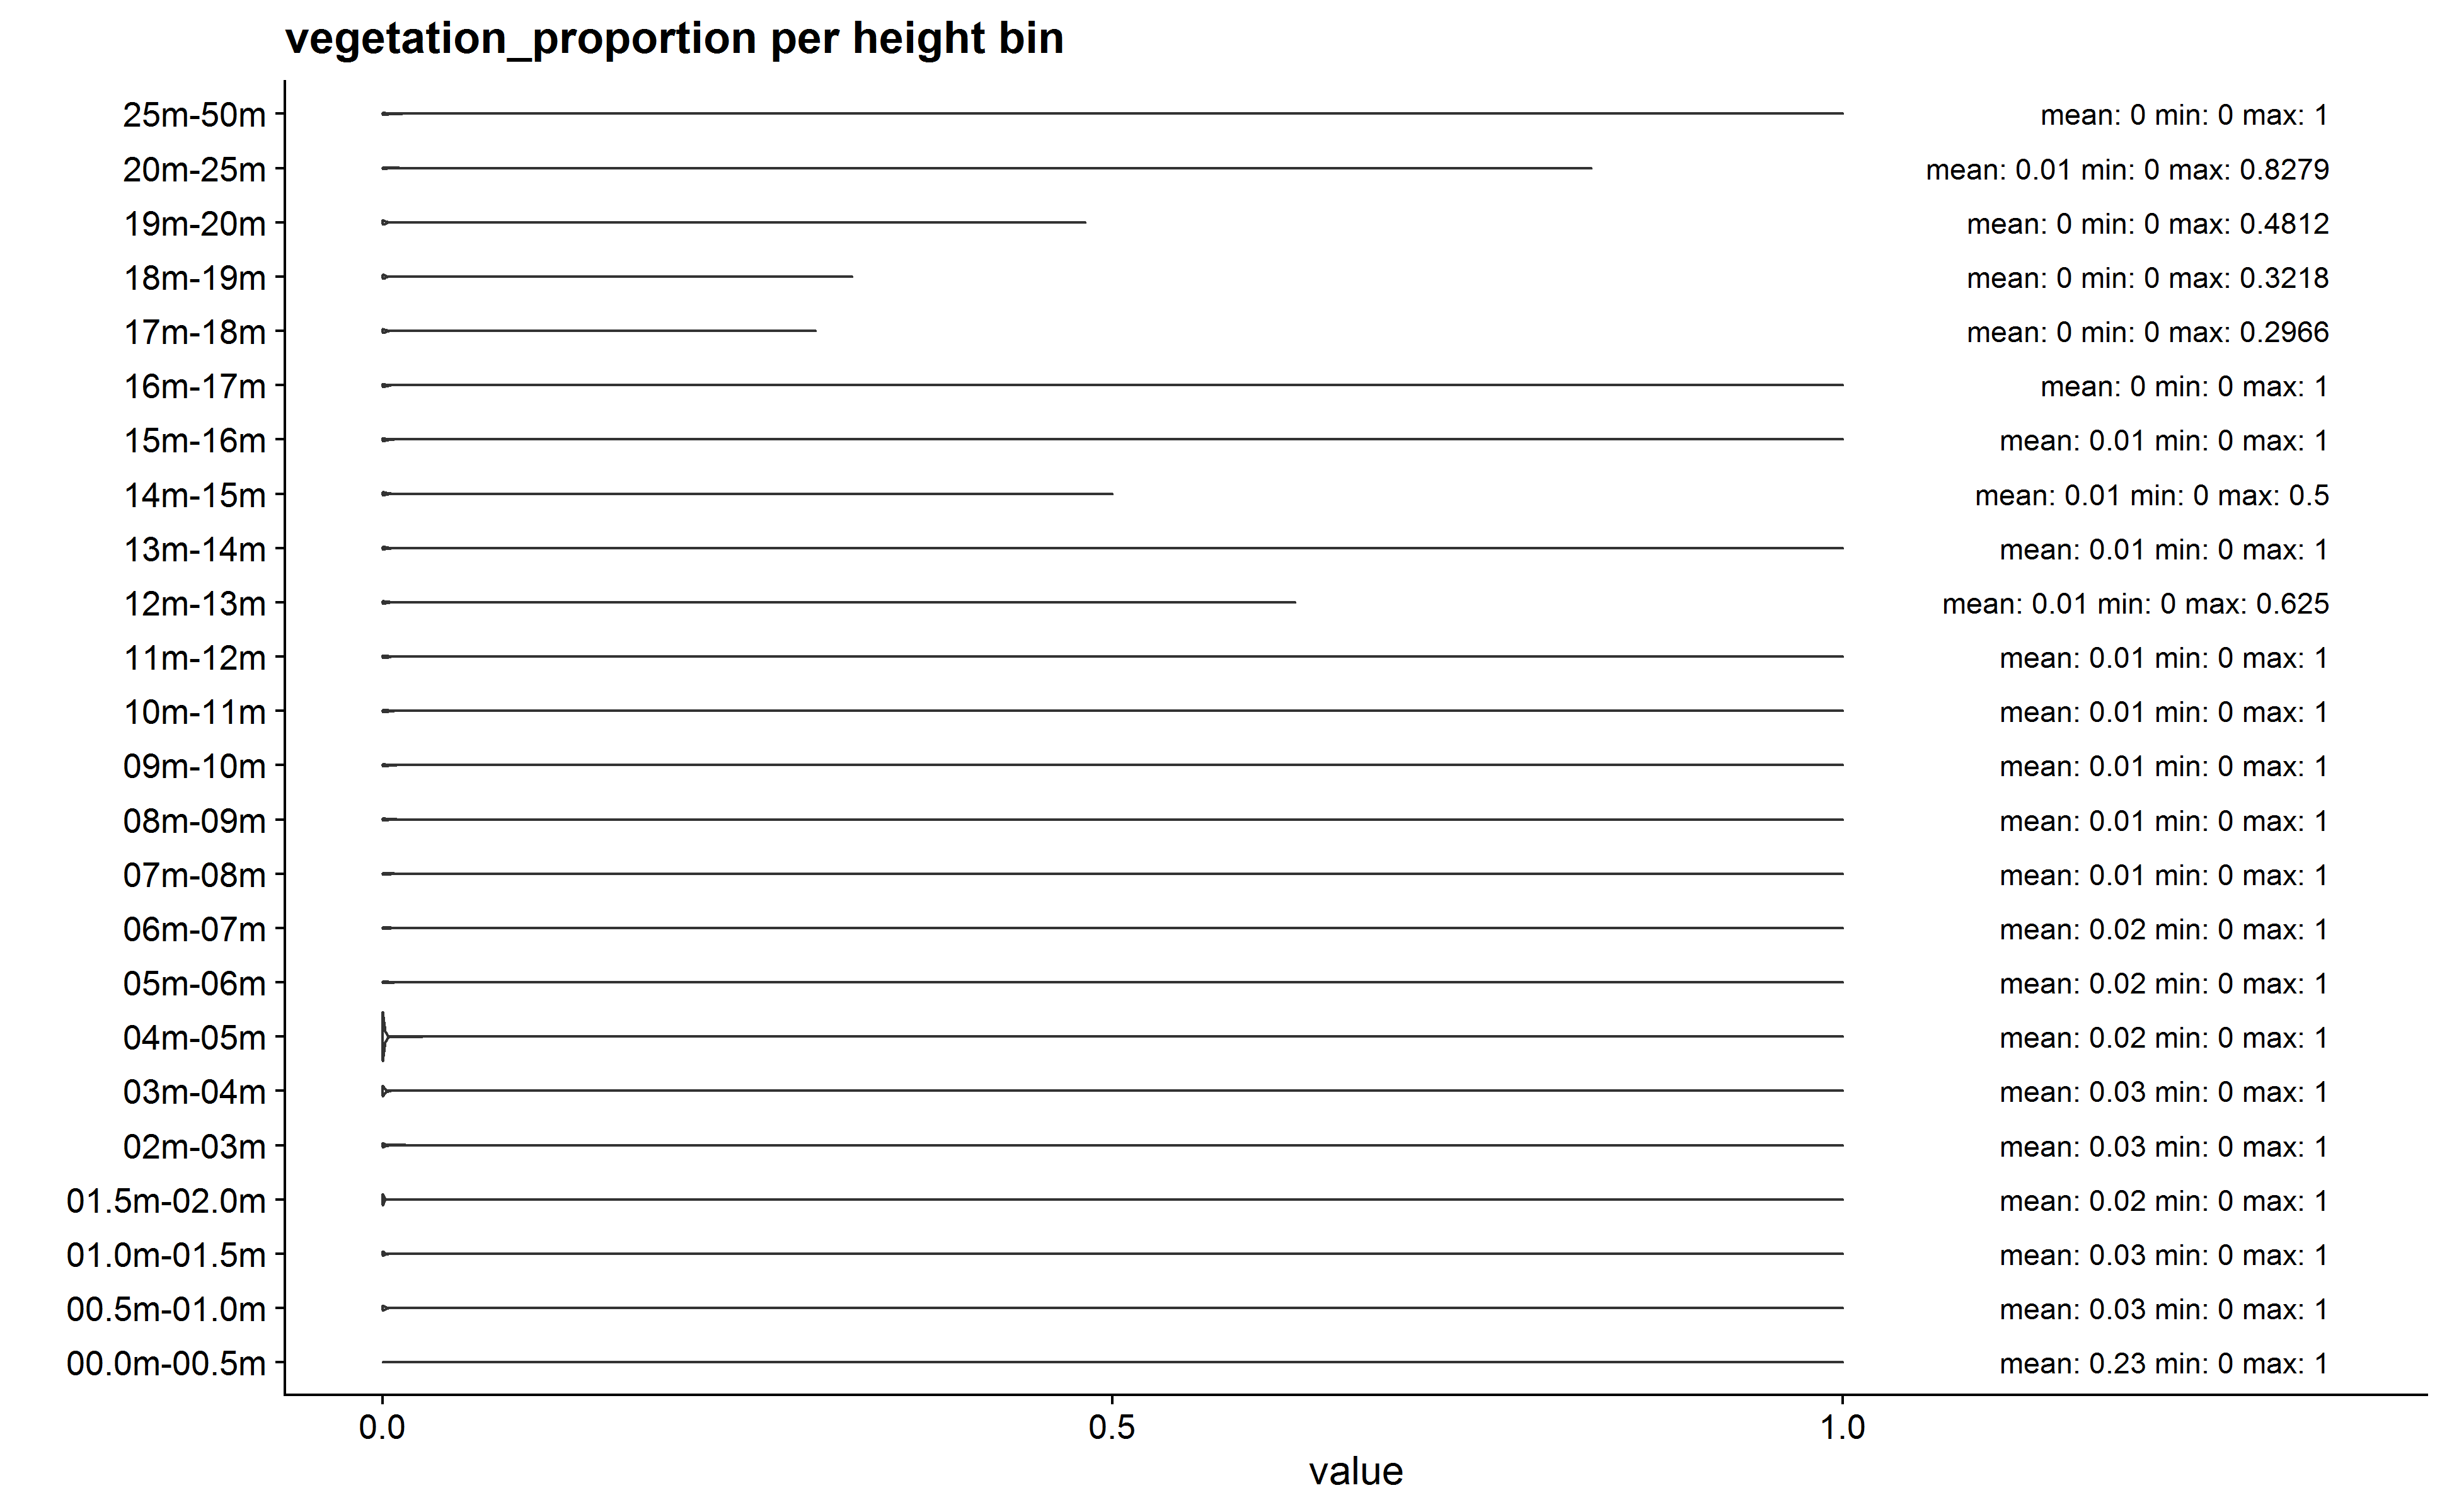 vegetation_proportion per height bin
25m-50m mean: 0 min: 0 max: 1
20m-25m mean: 0.01 min: 0 max: 0.8279
19m-20m mean: 0 min: 0 max: 0.4812
18m-19m mean: 0 min: 0 max: 0.3218
17m-18m mean: 0 min: 0 max: 0.2966
16m-17m mean: 0 min: 0 max: 1
15m-16m mean: 0.01 min: 0 max: 1
14m-15m mean: 0.01 min: 0 max: 0.5
13m-14m mean: 0.01 min: 0 max: 1
12m-13m mean: 0.01 min: 0 max: 0.625
11m-12m mean: 0.01 min: 0 max: 1
10m-11m mean: 0.01 min: 0 max: 1
09m-10m mean: 0.01 min: 0 max: 1
08m-09m mean: 0.01 min: 0 max: 1
07m-08m mean: 0.01 min: 0 max: 1
06m-07m mean: 0.02 min: 0 max: 1
05m-06m mean: 0.02 min: 0 max: 1
04m-05m mean: 0.02 min: 0 max: 1
03m-04m mean: 0.03 min: 0 max: 1
02m-03m mean: 0.03 min: 0 max: 1
01.5m-02.0m mean: 0.02 min: 0 max: 1
01.0m-01.5m mean: 0.03 min: 0 max: 1
00.5m-01.0m mean: 0.03 min: 0 max: 1
00.0m-00.5m mean: 0.23 min: 0 max: 1
0.0 0.5 1.0
value